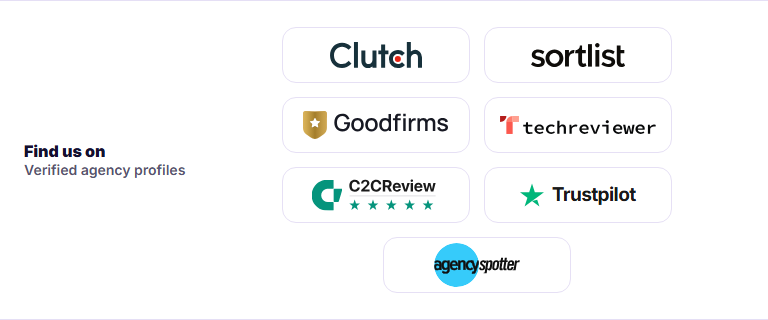 Find us on
Verified agency profiles
Clutch
sortlist
Goodfirms
techreviewer
C2CReview
Trustpilot
agencyspotter